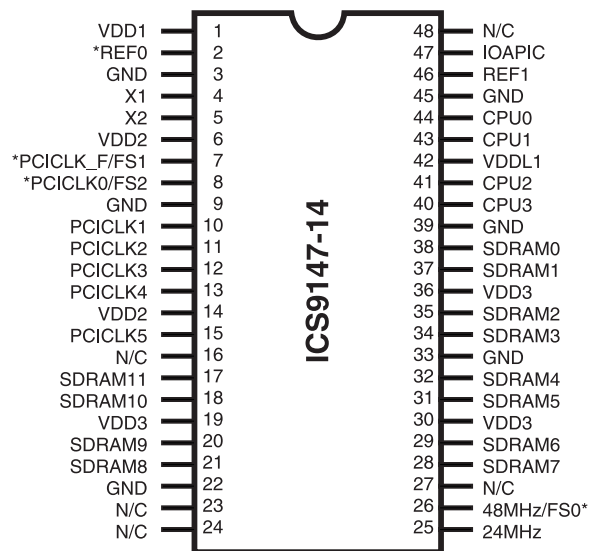 VDD1 1 48 N/C
*REF0 2 47 IOAPIC
GND 3 46 REF1
X1 4 45 GND
X2 5 44 CPU0
VDD2 6 43 CPU1
*PCICLK_F/FS1 7 42 VDDL1
*PCICLK0/FS2 8 41 CPU2
GND 9 40 CPU3
PCICLK1 10 39 GND
PCICLK2 11 38 SDRAM0
PCICLK3 12 37 SDRAM1
PCICLK4 13 36 VDD3
VDD2 14 35 SDRAM2
PCICLK5 15 34 SDRAM3
N/C 16 33 GND
SDRAM11 17 32 SDRAM4
SDRAM10 18 31 SDRAM5
VDD3 19 30 VDD3
SDRAM9 20 29 SDRAM6
SDRAM8 21 28 SDRAM7
GND 22 27 N/C
N/C 23 26 48MHz/FS0*
N/C 24 25 24MHz
ICS9147-14